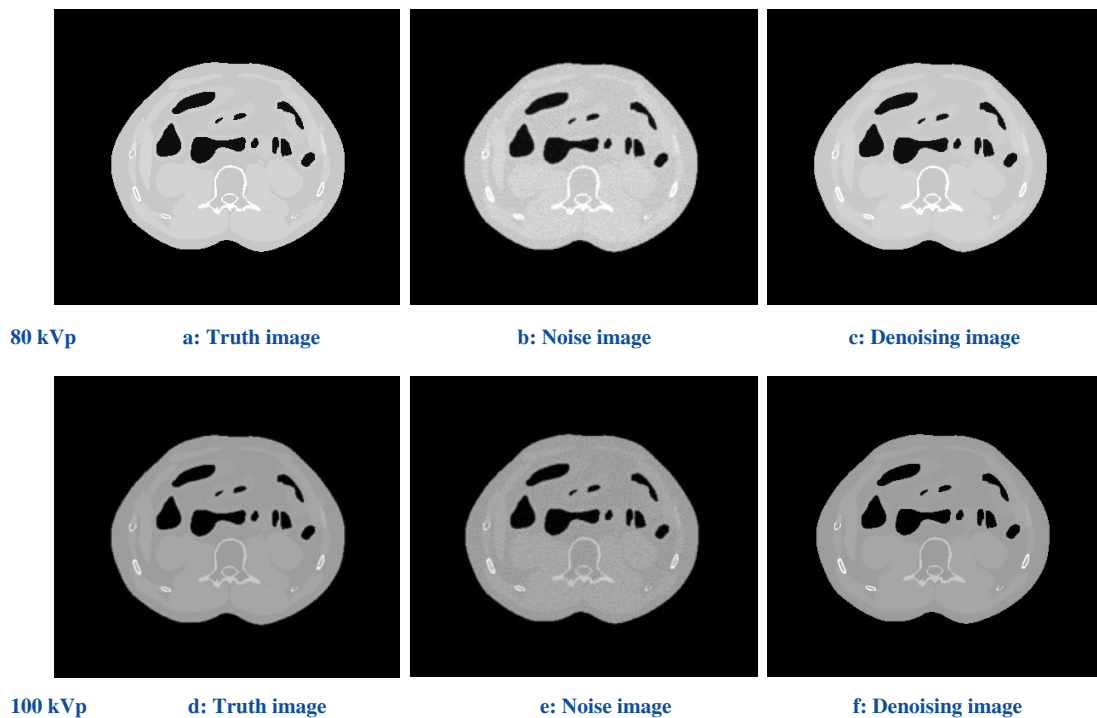 80 kVp a: Truth image b: Noise image c: Denoising image
100 kVp d: Truth image e: Noise image f: Denoising image